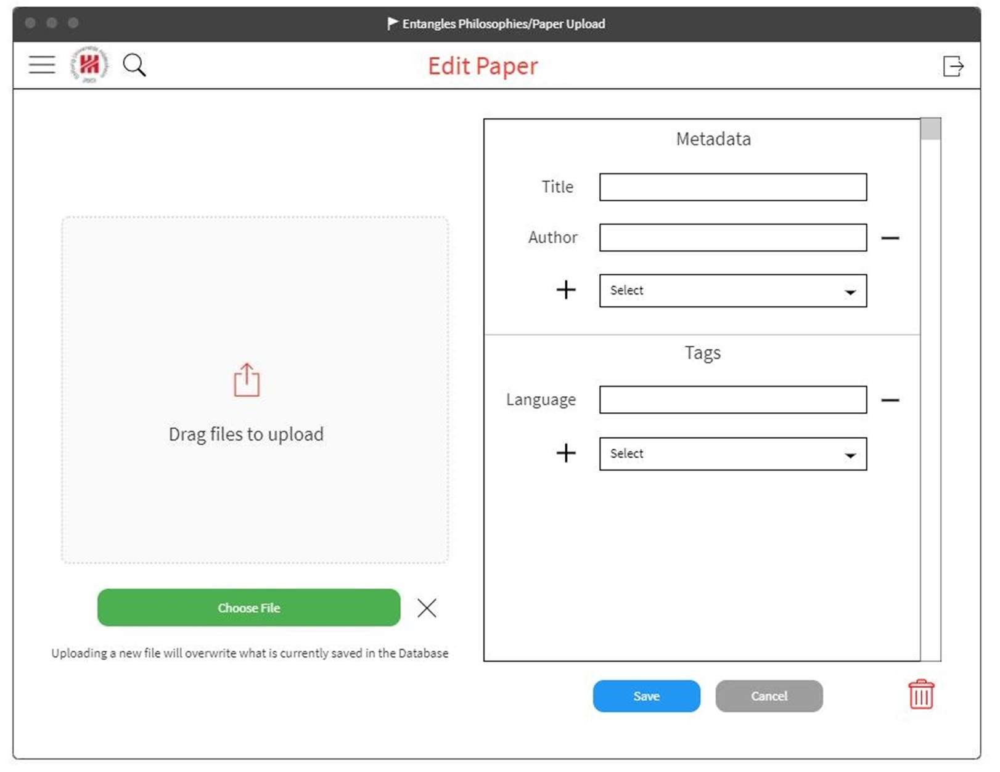 Entangles Philosophies/Paper Upload
Edit Paper
Metadata
Title
Author
Select
Tags
Language
Select
Drag files to upload
Choose File
Uploading a new file will overwrite what is currently saved in the Database
Save
Cancel